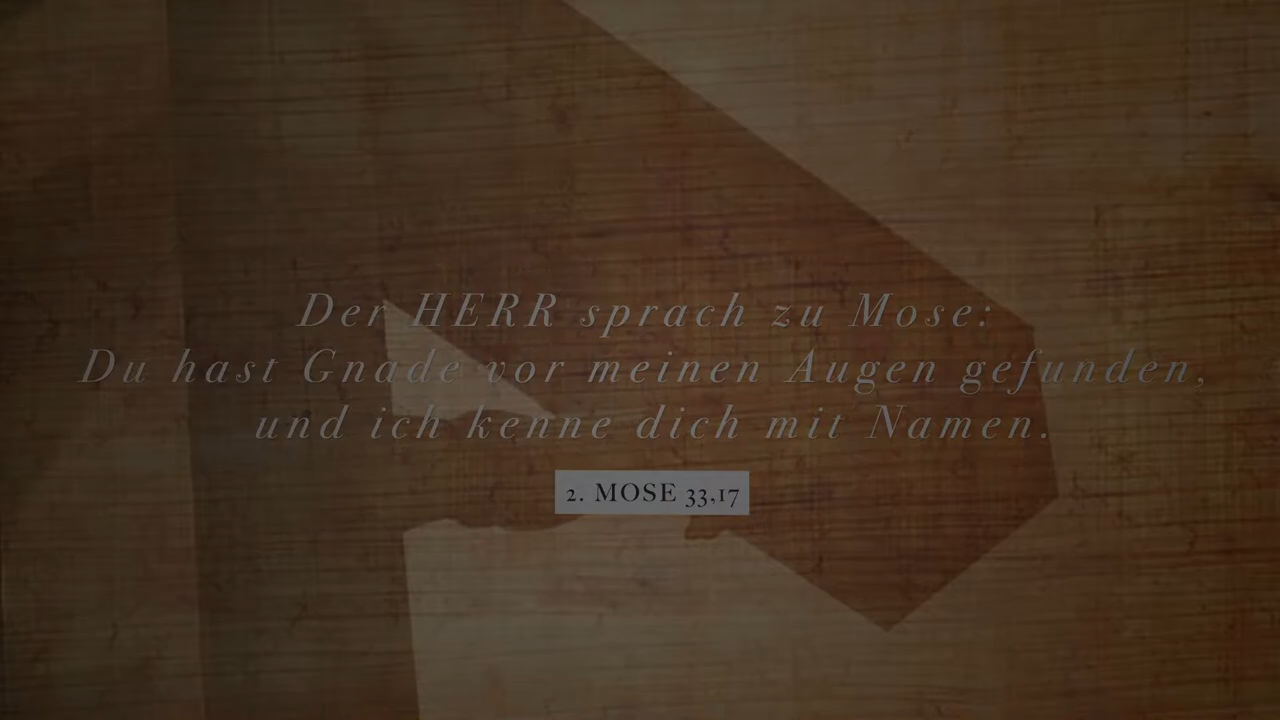 Der HERR sprach zu Mose:
Du hast Gnade vor meinen Augen gefunden,
und ich kenne dich mit Namen.
2. MOSE 33,17